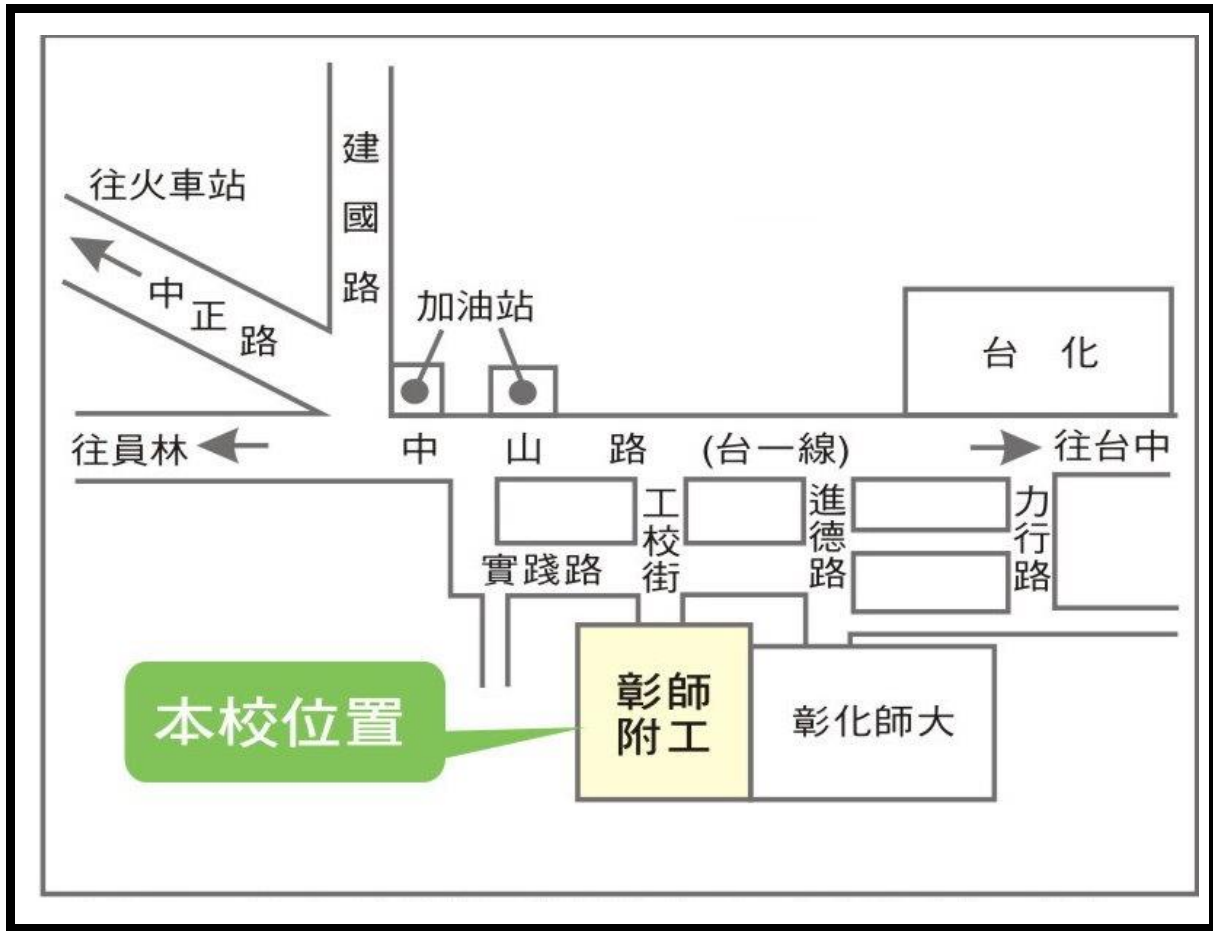 建國路
往火車站
中正路
加油站
台 化
往員林
中 山 路 (台一線)
往台中
工校街
進德路
力行路
實踐路
本校位置
彰師
附工
彰化師大